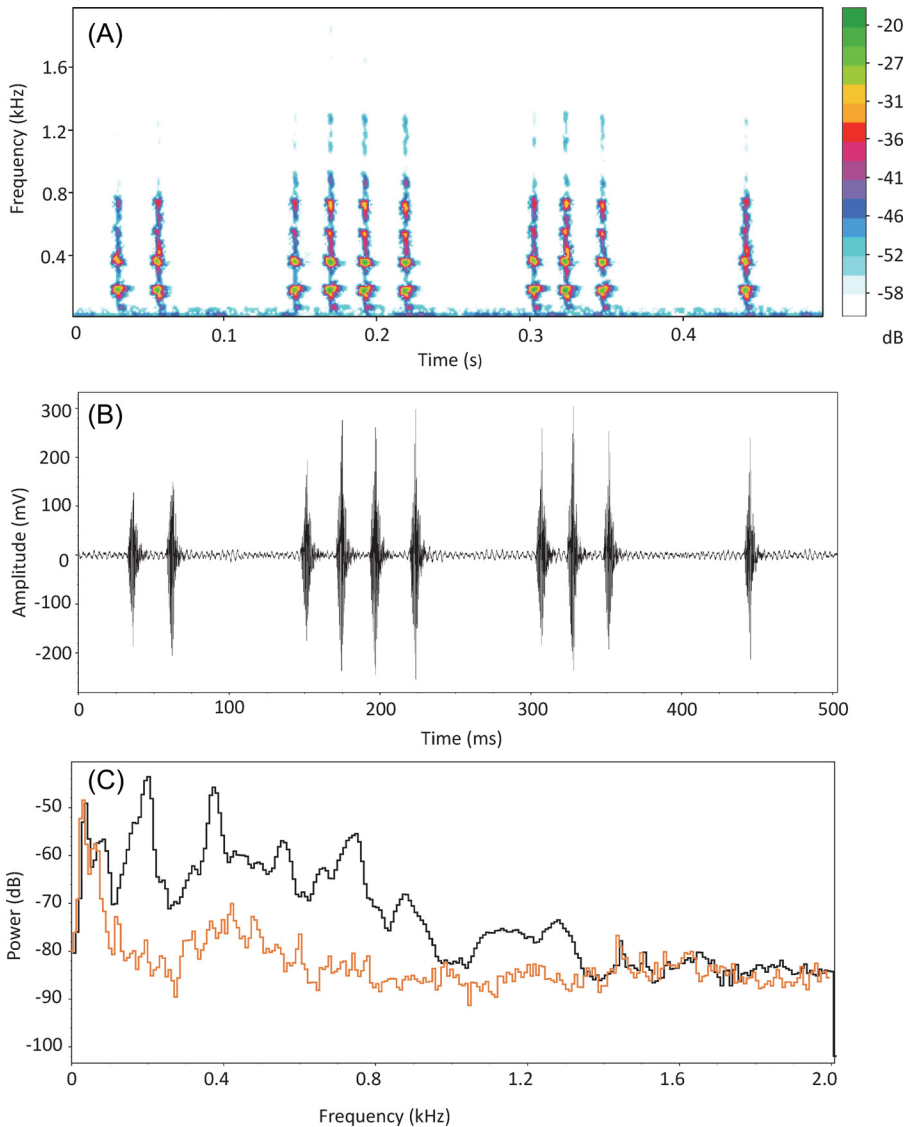 (A)
Frequency (kHz)
1.6
1.2
0.8
0.4
0 0.1 0.2 0.3 0.4
Time (s)
-20
-27
-31
-36
-41
-46
-52
-58
dB
(B)
Amplitude (mV)
300
200
100
0
-100
-200
0 100 200 300 400 500
Time (ms)
(C)
Power (dB)
-50
-60
-70
-80
-90
-100
0 0.4 0.8 1.2 1.6 2.0
Frequency (kHz)